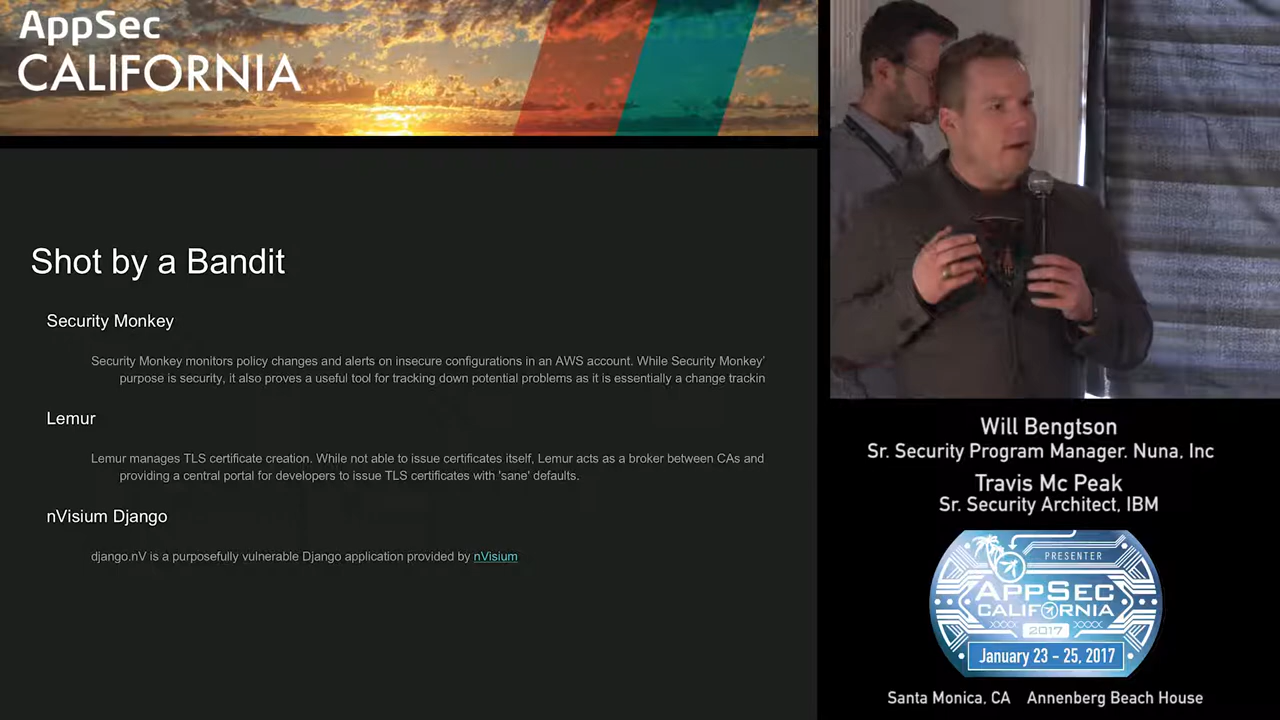 AppSec
CALIFORNIA
Shot by a Bandit
Security Monkey
Security Monkey monitors policy changes and alerts on insecure configurations in an AWS account. While Security Monkey'
purpose is security, it also proves a useful tool for tracking down potential problems as it is essentially a change trackin
Lemur
Lemur manages TLS certificate creation. While not able to issue certificates itself, Lemur acts as a broker between CAs and
providing a central portal for developers to issue TLS certificates with 'sane' defaults.
nVisium Django
django.nV is a purposefully vulnerable Django application provided by nVisium
Will Bengtson
Sr. Security Program Manager. Nuna, Inc
Travis Mc Peak
Sr. Security Architect, IBM
PRESENTER
APPSEC
CALIFORNIA
2017
January 23 - 25, 2017
Santa Monica, CA Annenberg Beach House